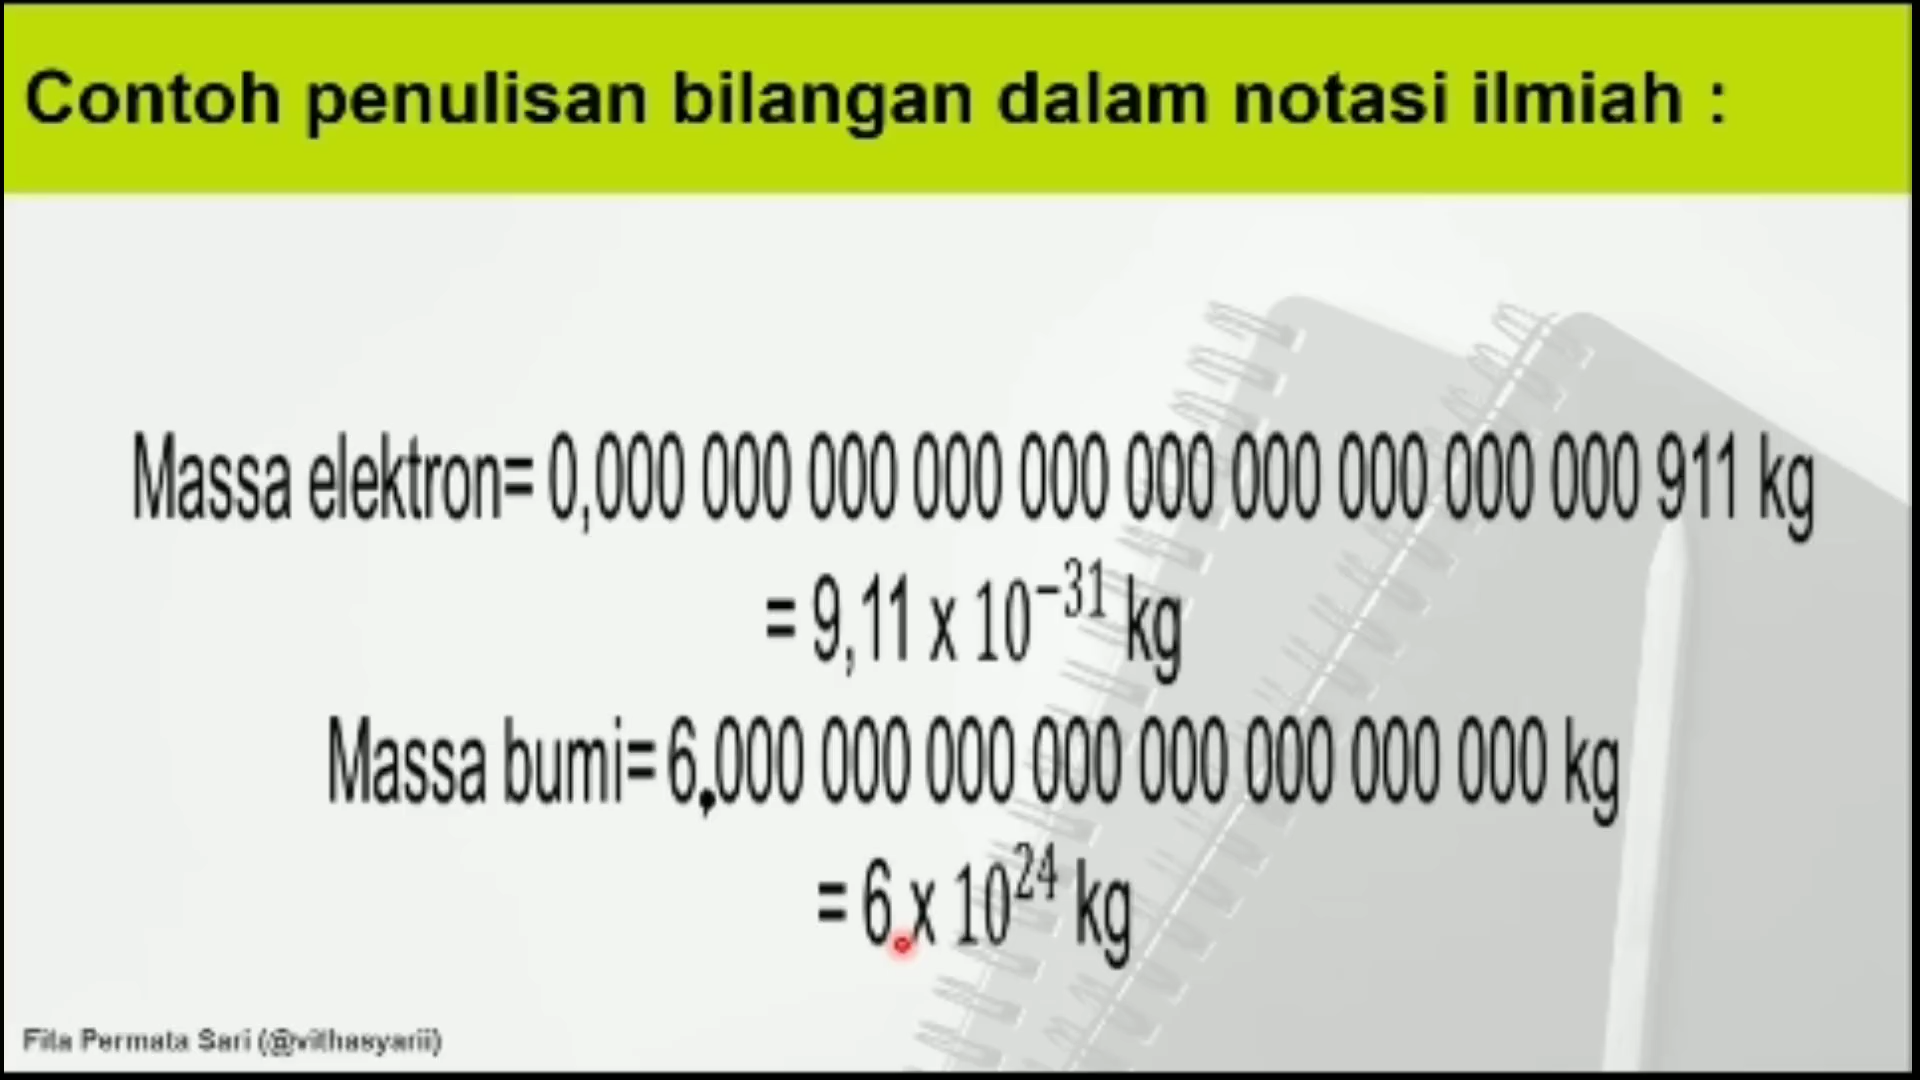 Contoh penulisan bilangan dalam notasi ilmiah :
Massa elektron= 0,000 000 000 000 000 000 000 000 000 000 911 kg
= 9,11 x 10⁻³¹ kg
Massa bumi= 6,000 000 000 000 000 000 000 000 kg
= 6 x 10²⁴ kg
Fita Permata Sari (@vithasyarii)